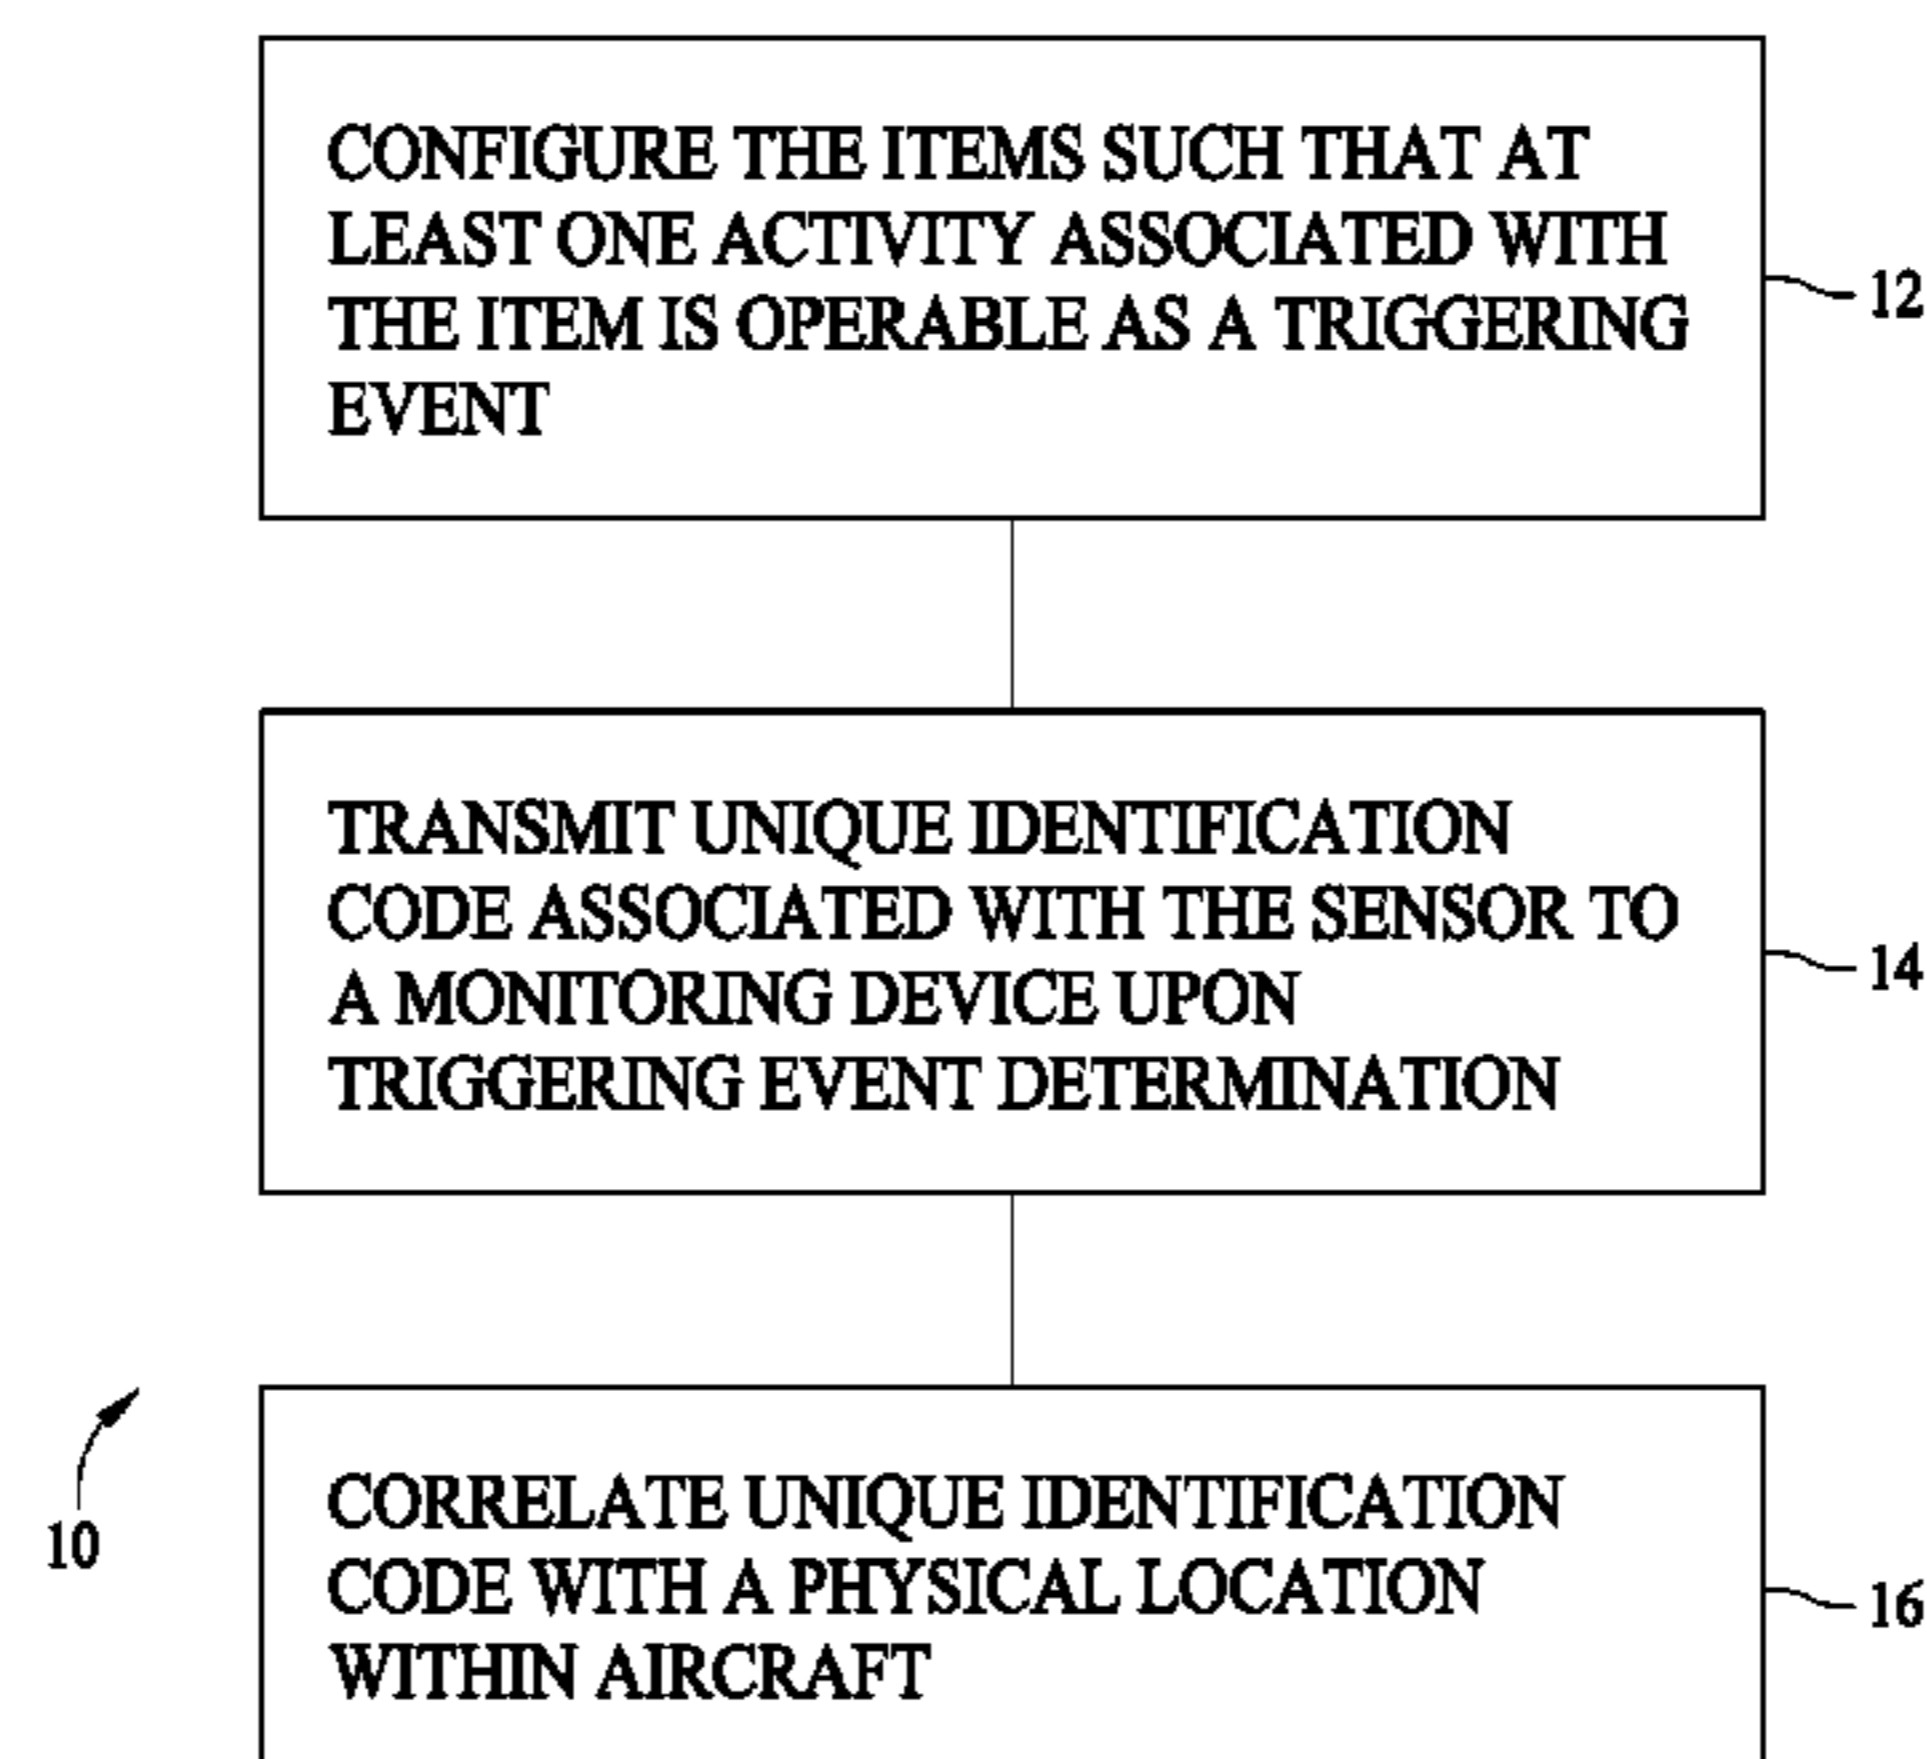 CONFIGURE THE ITEMS SUCH THAT AT
LEAST ONE ACTIVITY ASSOCIATED WITH
THE ITEM IS OPERABLE AS A TRIGGERING
EVENT
12
TRANSMIT UNIQUE IDENTIFICATION
CODE ASSOCIATED WITH THE SENSOR TO
A MONITORING DEVICE UPON
TRIGGERING EVENT DETERMINATION
14
CORRELATE UNIQUE IDENTIFICATION
CODE WITH A PHYSICAL LOCATION
WITHIN AIRCRAFT
16
10